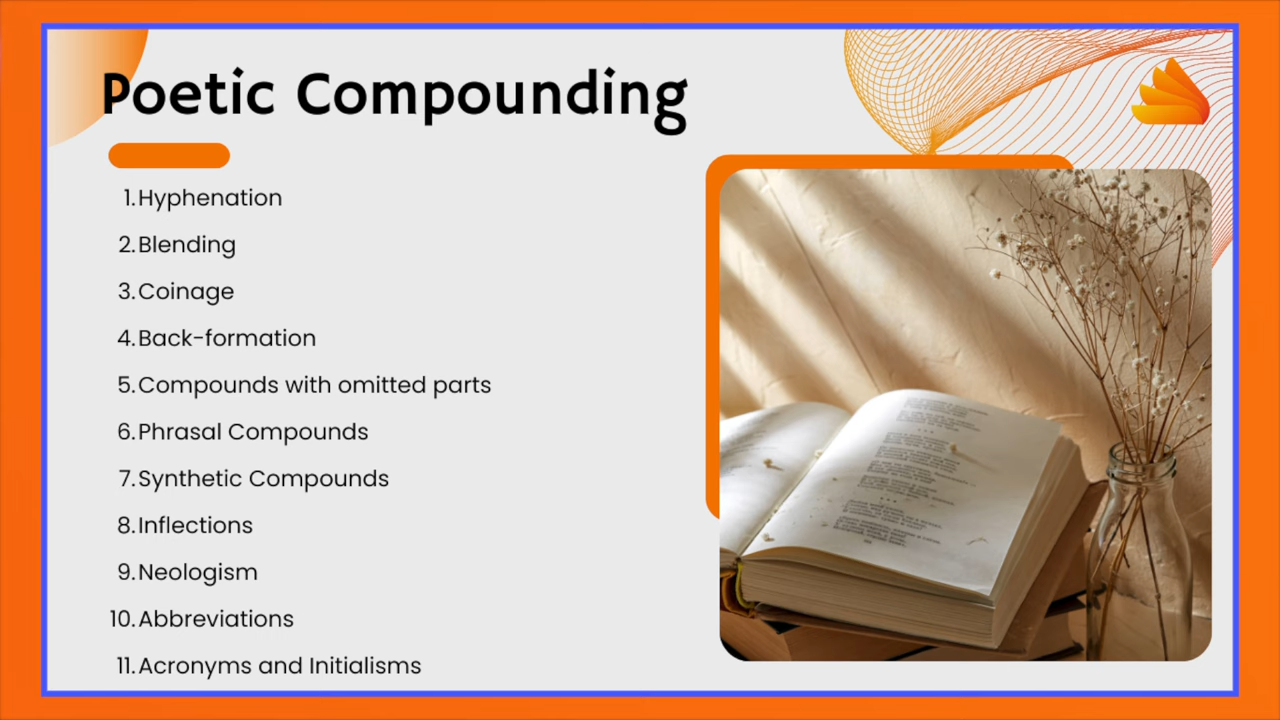 Poetic Compounding
1. Hyphenation
2. Blending
3. Coinage
4. Back-formation
5. Compounds with omitted parts
6. Phrasal Compounds
7. Synthetic Compounds
8. Inflections
9. Neologism
10. Abbreviations
11. Acronyms and Initialisms